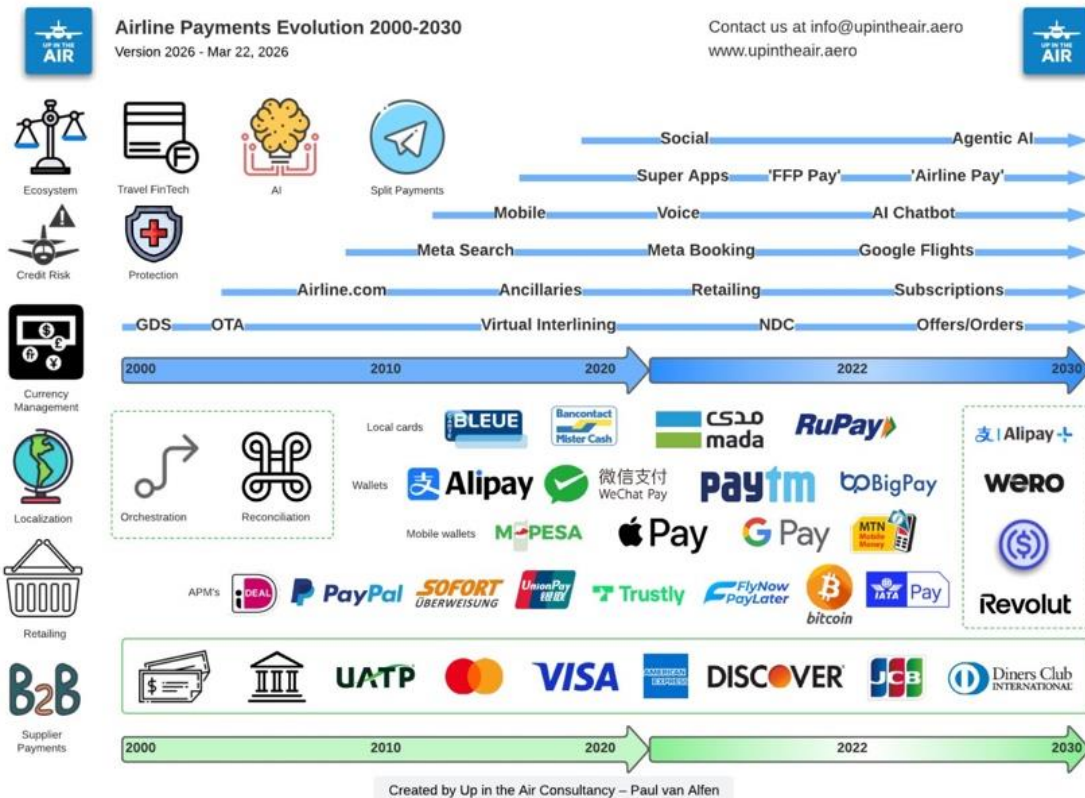 UP IN THE
AIR
Airline Payments Evolution 2000-2030
Version 2026 - Mar 22, 2026
Contact us at info@upintheair.aero
www.upintheair.aero
UP IN THE
AIR
Ecosystem
Travel FinTech
AI
Split Payments
Credit Risk
Protection
Currency
Management
Localization
Retailing
B2B
Supplier
Payments
Social
Agentic AI
Super Apps
'FFP Pay'
'Airline Pay'
Mobile
Voice
AI Chatbot
Meta Search
Meta Booking
Google Flights
Airline.com
Ancillaries
Retailing
Subscriptions
GDS
OTA
Virtual Interlining
NDC
Offers/Orders
2000
2010
2020
2022
2030
Orchestration
Reconciliation
Local cards
BLEUE
Bancontact
Mister Cash
مدى
mada
RuPay
Wallets
支 Alipay
微信支付
WeChat Pay
paytm
BigPay
Mobile wallets
M-PESA
Pay
G Pay
MTN
Mobile
Money
APM's
iDEAL
PayPal
SOFORT
ÜBERWEISUNG
UnionPay
银联
Trustly
FlyNow
PayLater
bitcoin
IATA
Pay
支 Alipay+
wero
$
Revolut
$
UATP
VISA
AMERICAN
EXPRESS
DISCOVER
JCB
Diners Club
INTERNATIONAL
2000
2010
2020
2022
2030
Created by Up in the Air Consultancy – Paul van Alfen